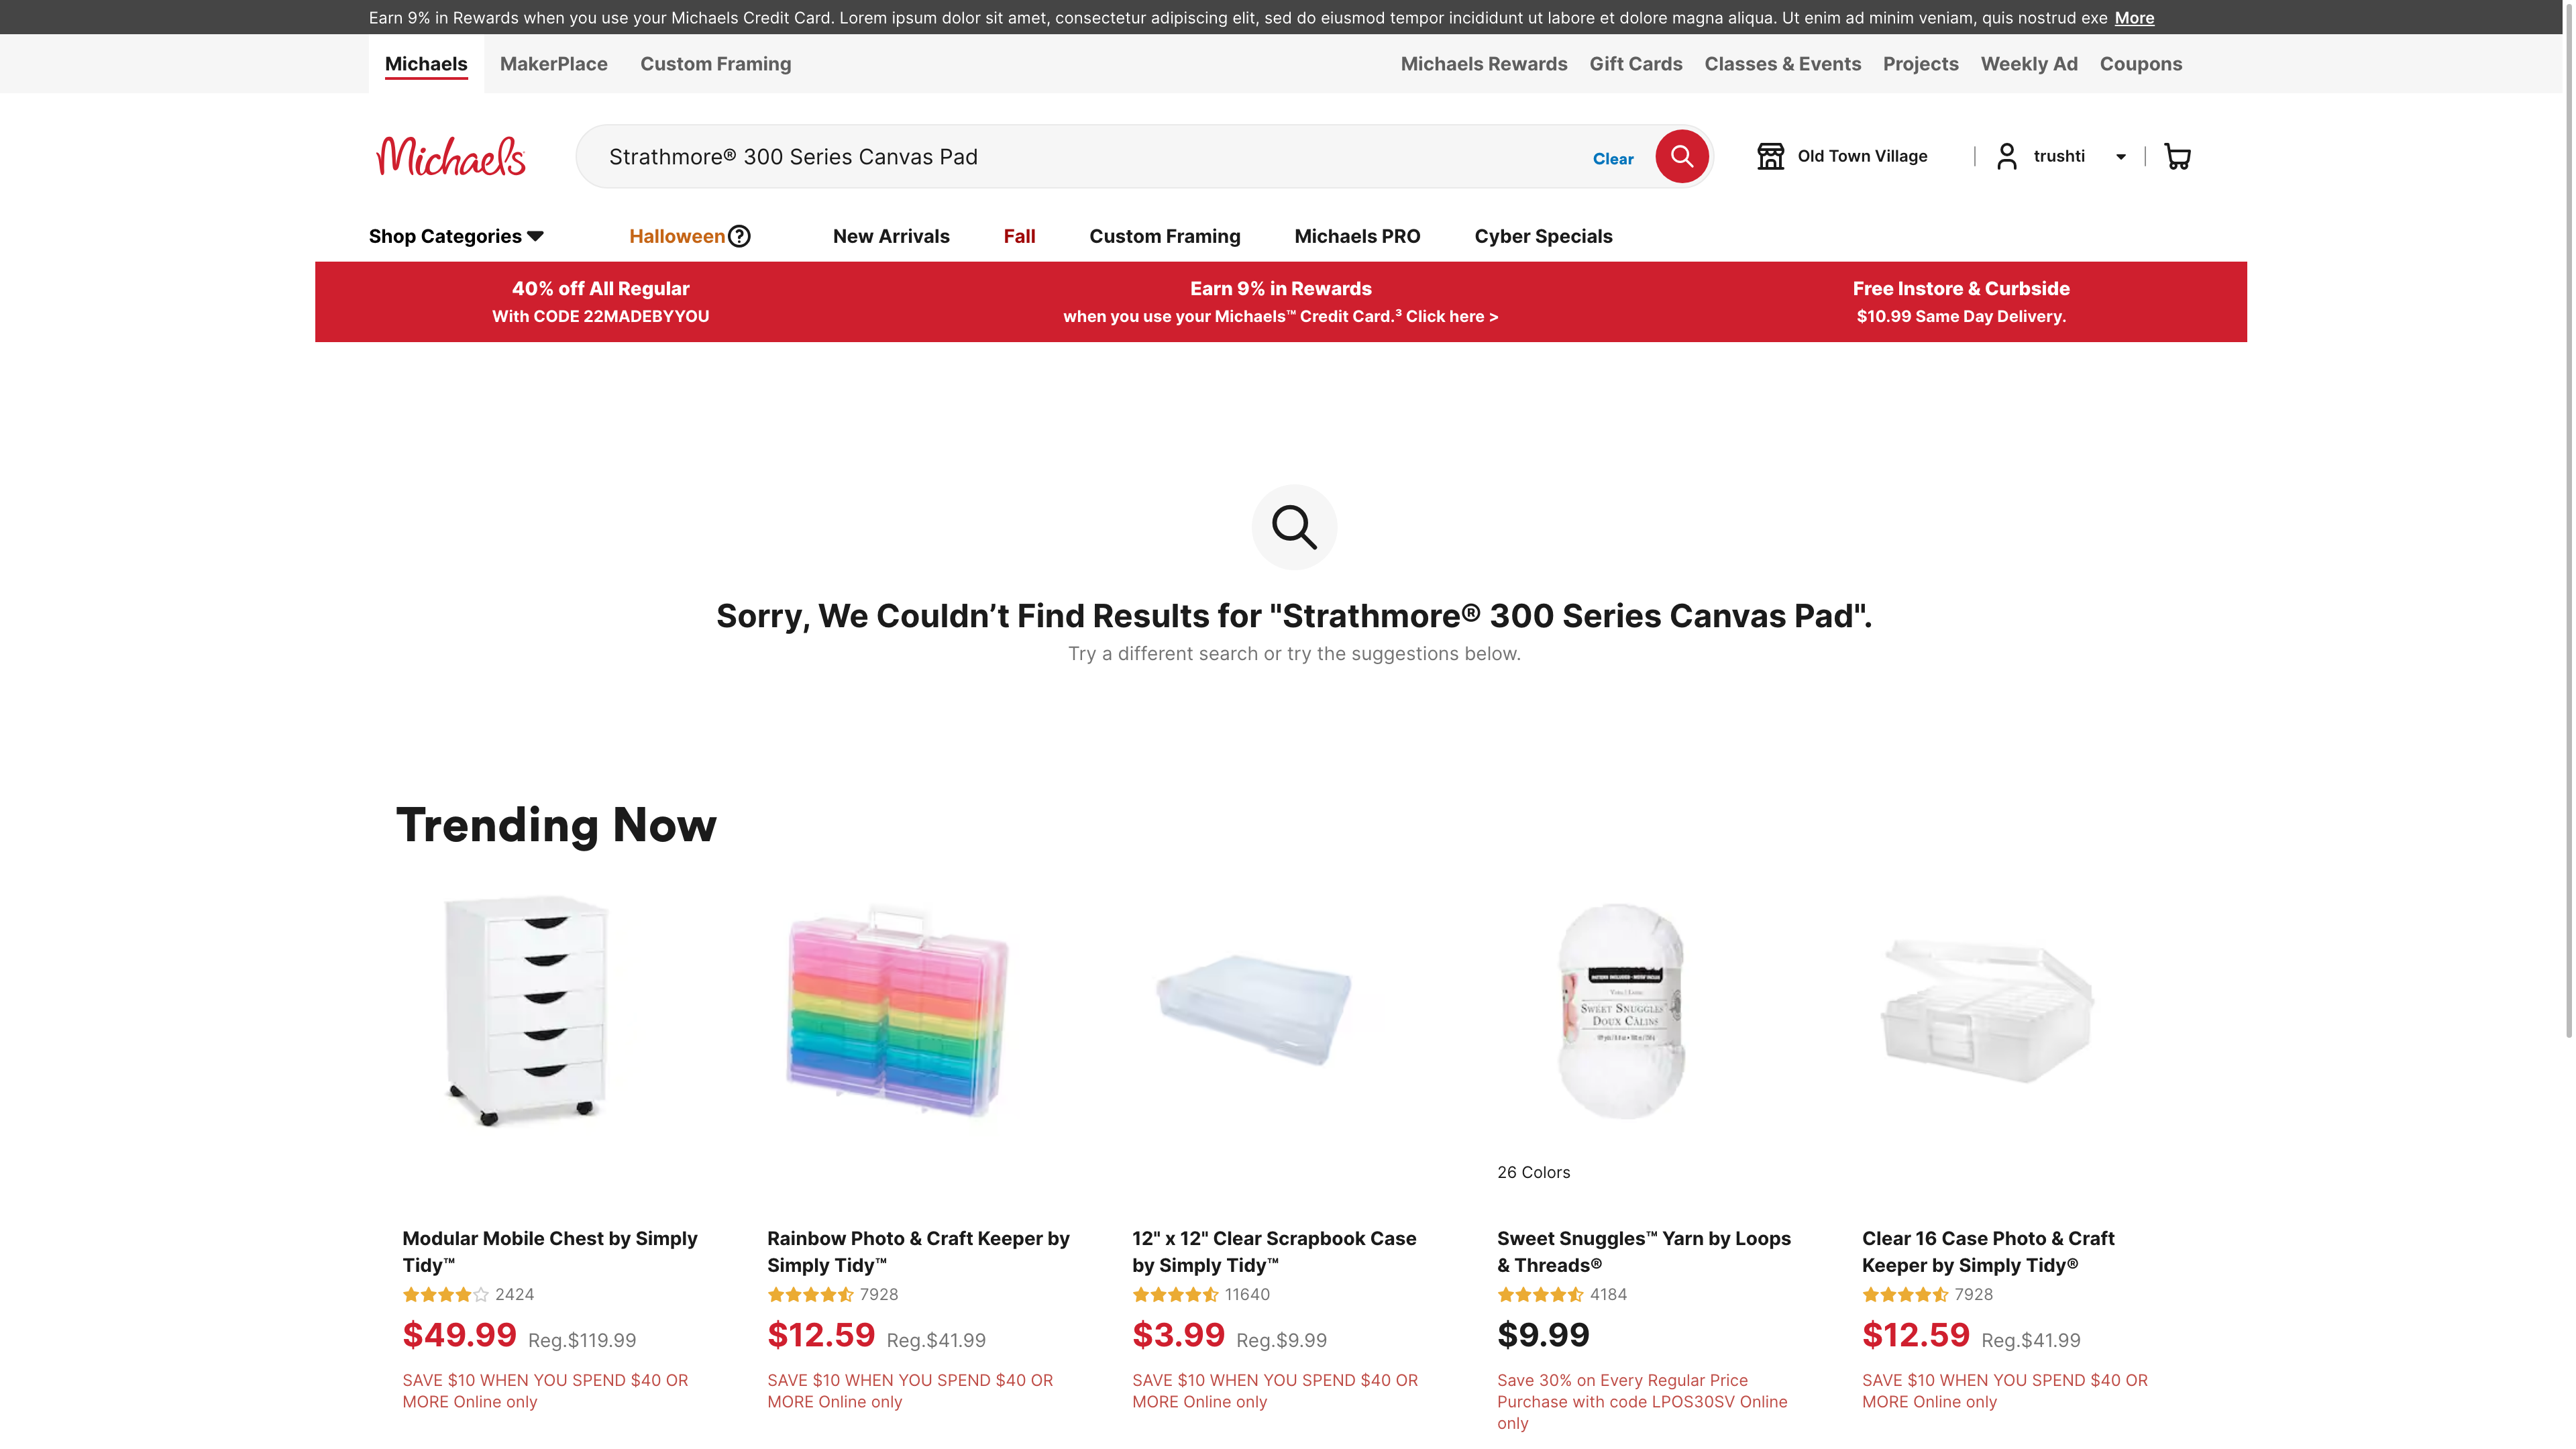 Earn 9% in Rewards when you use your Michaels Credit Card. Lorem ipsum dolor sit amet, consectetur adipiscing elit, sed do eiusmod tempor incididunt ut labore et dolore magna aliqua. Ut enim ad minim veniam, quis nostrud exe More
Michaels MakerPlace Custom Framing Michaels Rewards Gift Cards Classes & Events Projects Weekly Ad Coupons
Michaels Strathmore® 300 Series Canvas Pad Clear Old Town Village trushti
Shop Categories Halloween New Arrivals Fall Custom Framing Michaels PRO Cyber Specials
40% off All Regular Earn 9% in Rewards Free Instore & Curbside
With CODE 22MADEBYYOU when you use your Michaels™ Credit Card.³ Click here > $10.99 Same Day Delivery.
Sorry, We Couldn’t Find Results for "Strathmore® 300 Series Canvas Pad".
Try a different search or try the suggestions below.
Trending Now
SWEET SNUGGLES™
DOUX CÂLINS
26 Colors
Modular Mobile Chest by Simply
Tidy™
2424
$49.99 Reg.$119.99
SAVE $10 WHEN YOU SPEND $40 OR
MORE Online only
Rainbow Photo & Craft Keeper by
Simply Tidy™
7928
$12.59 Reg.$41.99
SAVE $10 WHEN YOU SPEND $40 OR
MORE Online only
12" x 12" Clear Scrapbook Case
by Simply Tidy™
11640
$3.99 Reg.$9.99
SAVE $10 WHEN YOU SPEND $40 OR
MORE Online only
Sweet Snuggles™ Yarn by Loops
& Threads®
4184
$9.99
Save 30% on Every Regular Price
Purchase with code LPOS30SV Online
only
Clear 16 Case Photo & Craft
Keeper by Simply Tidy®
7928
$12.59 Reg.$41.99
SAVE $10 WHEN YOU SPEND $40 OR
MORE Online only